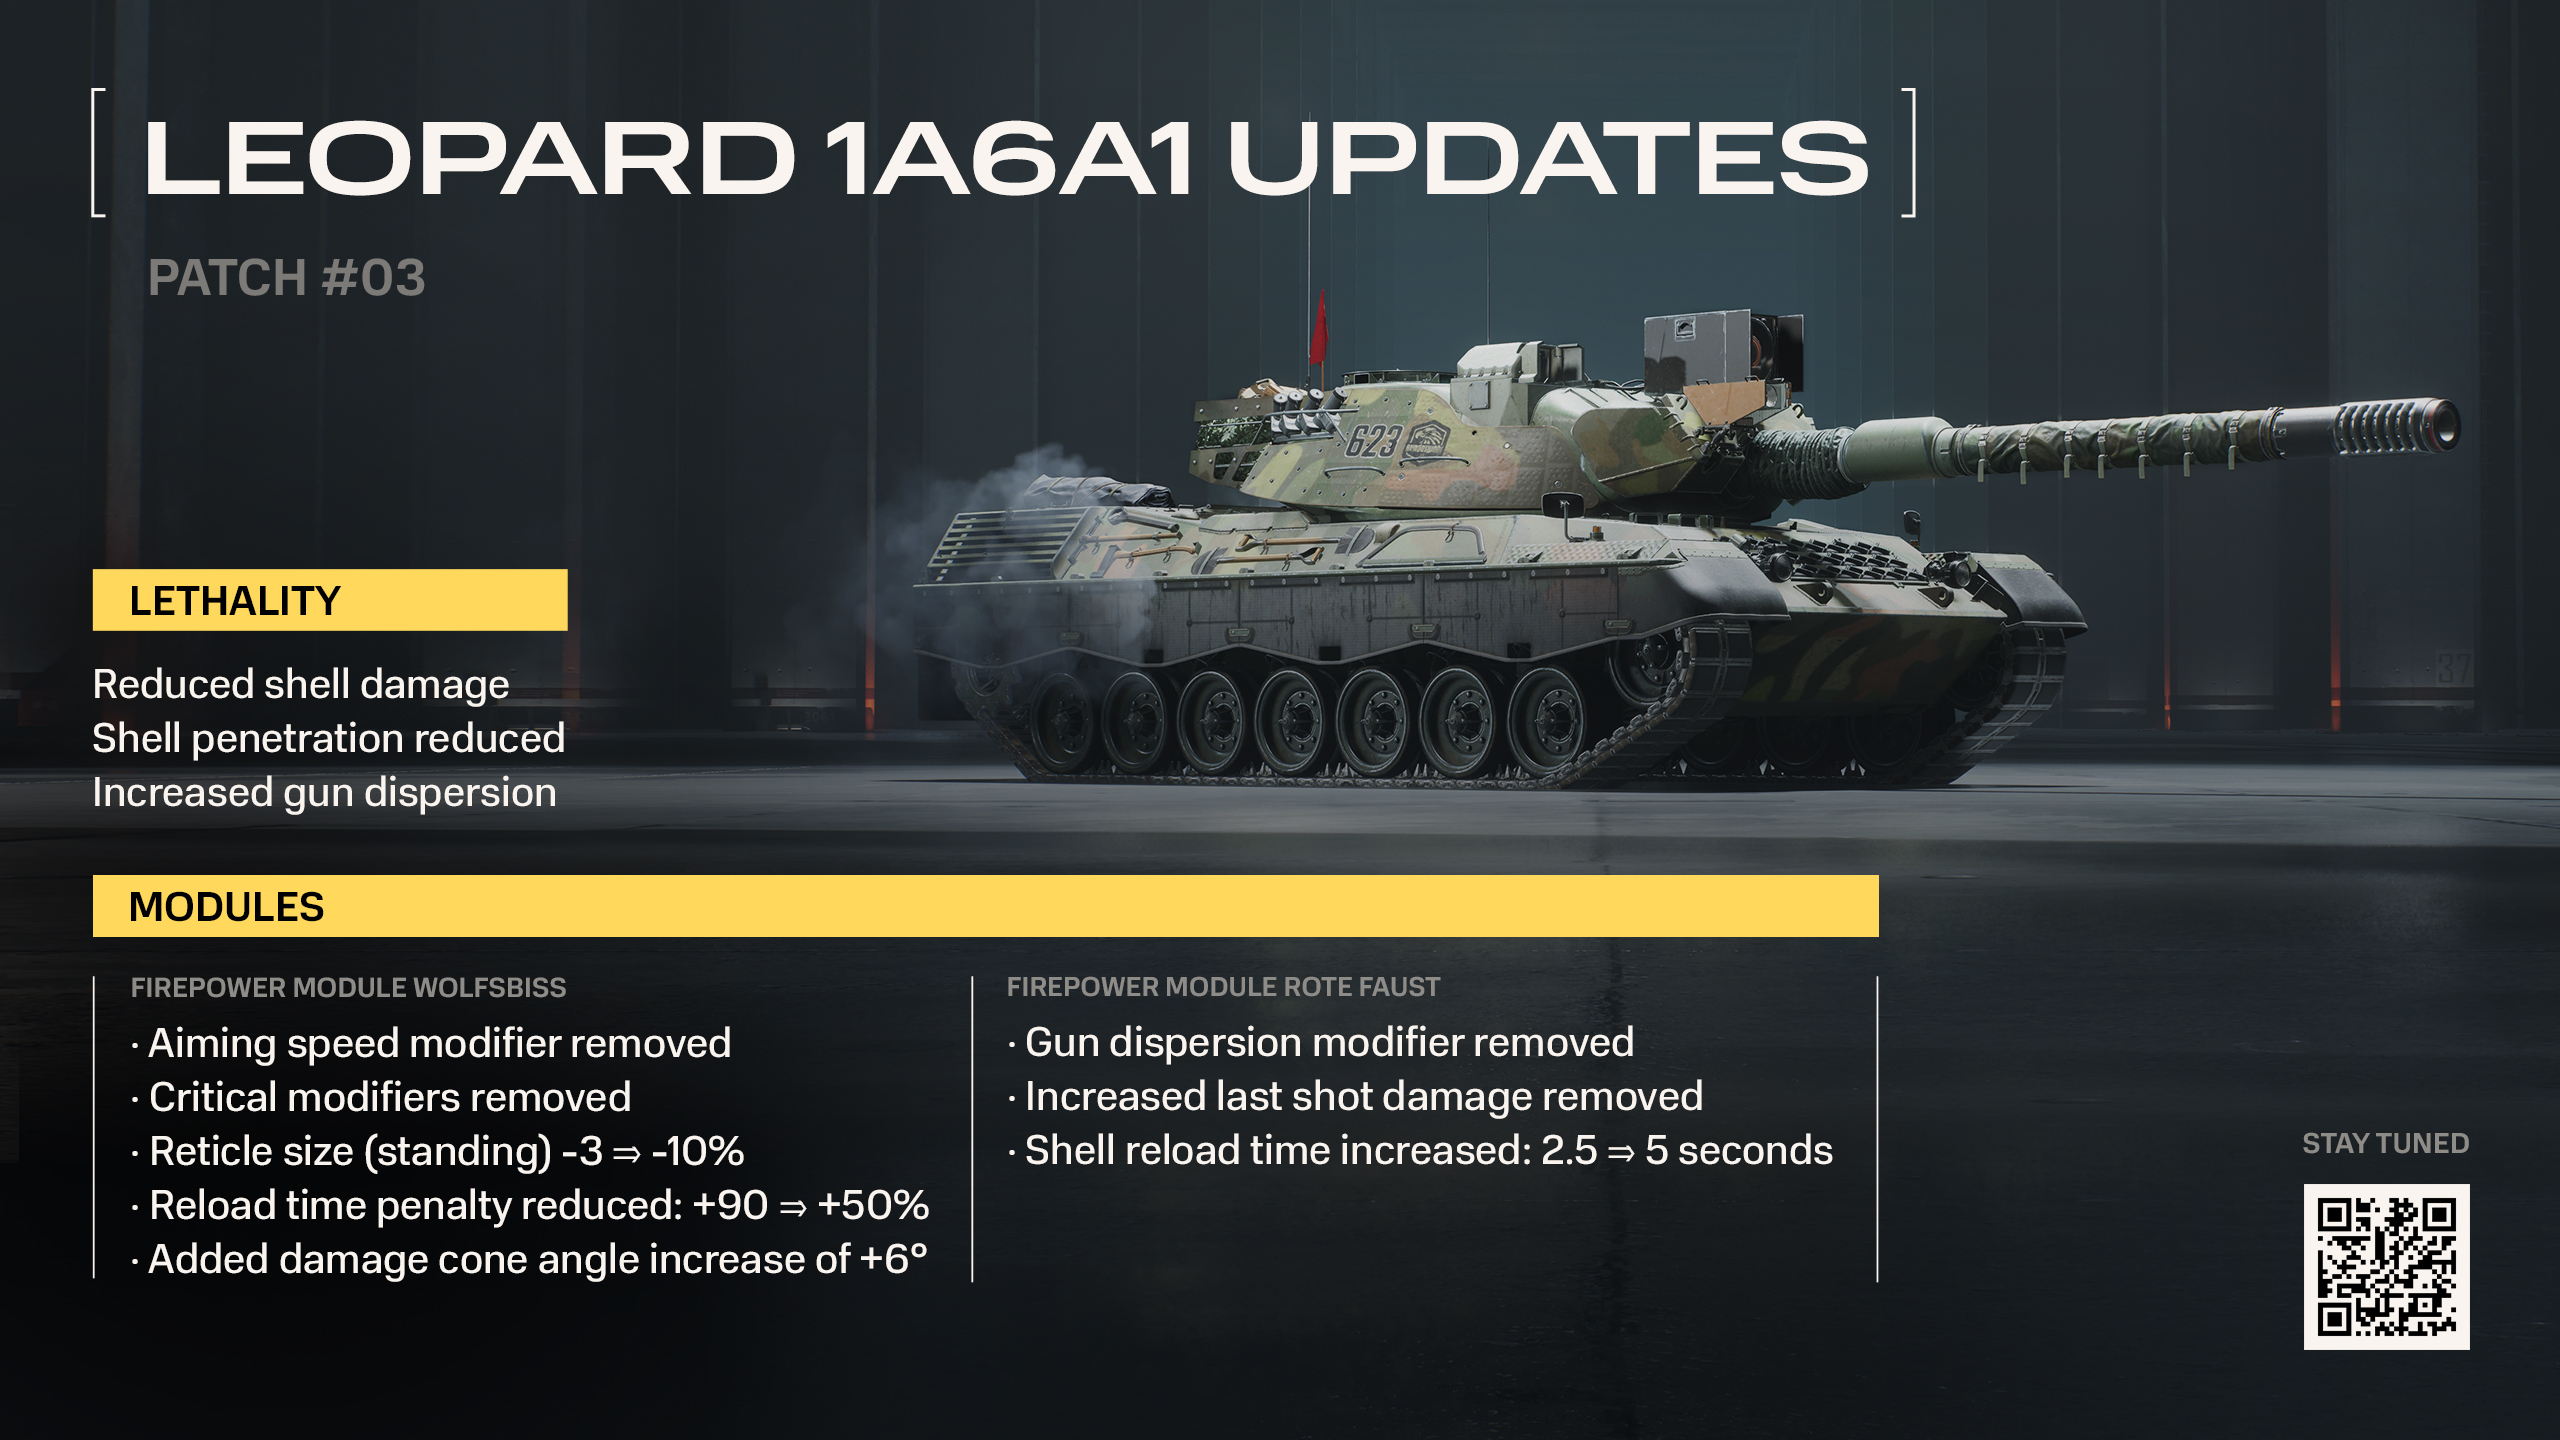 [ LEOPARD 1A6A1 UPDATES ]
PATCH #03
623
37
LETHALITY
Reduced shell damage
Shell penetration reduced
Increased gun dispersion
MODULES
FIREPOWER MODULE WOLFSBISS
· Aiming speed modifier removed
· Critical modifiers removed
· Reticle size (standing) -3 ⇒ -10%
· Reload time penalty reduced: +90 ⇒ +50%
· Added damage cone angle increase of +6°
FIREPOWER MODULE ROTE FAUST
· Gun dispersion modifier removed
· Increased last shot damage removed
· Shell reload time increased: 2.5 ⇒ 5 seconds
STAY TUNED